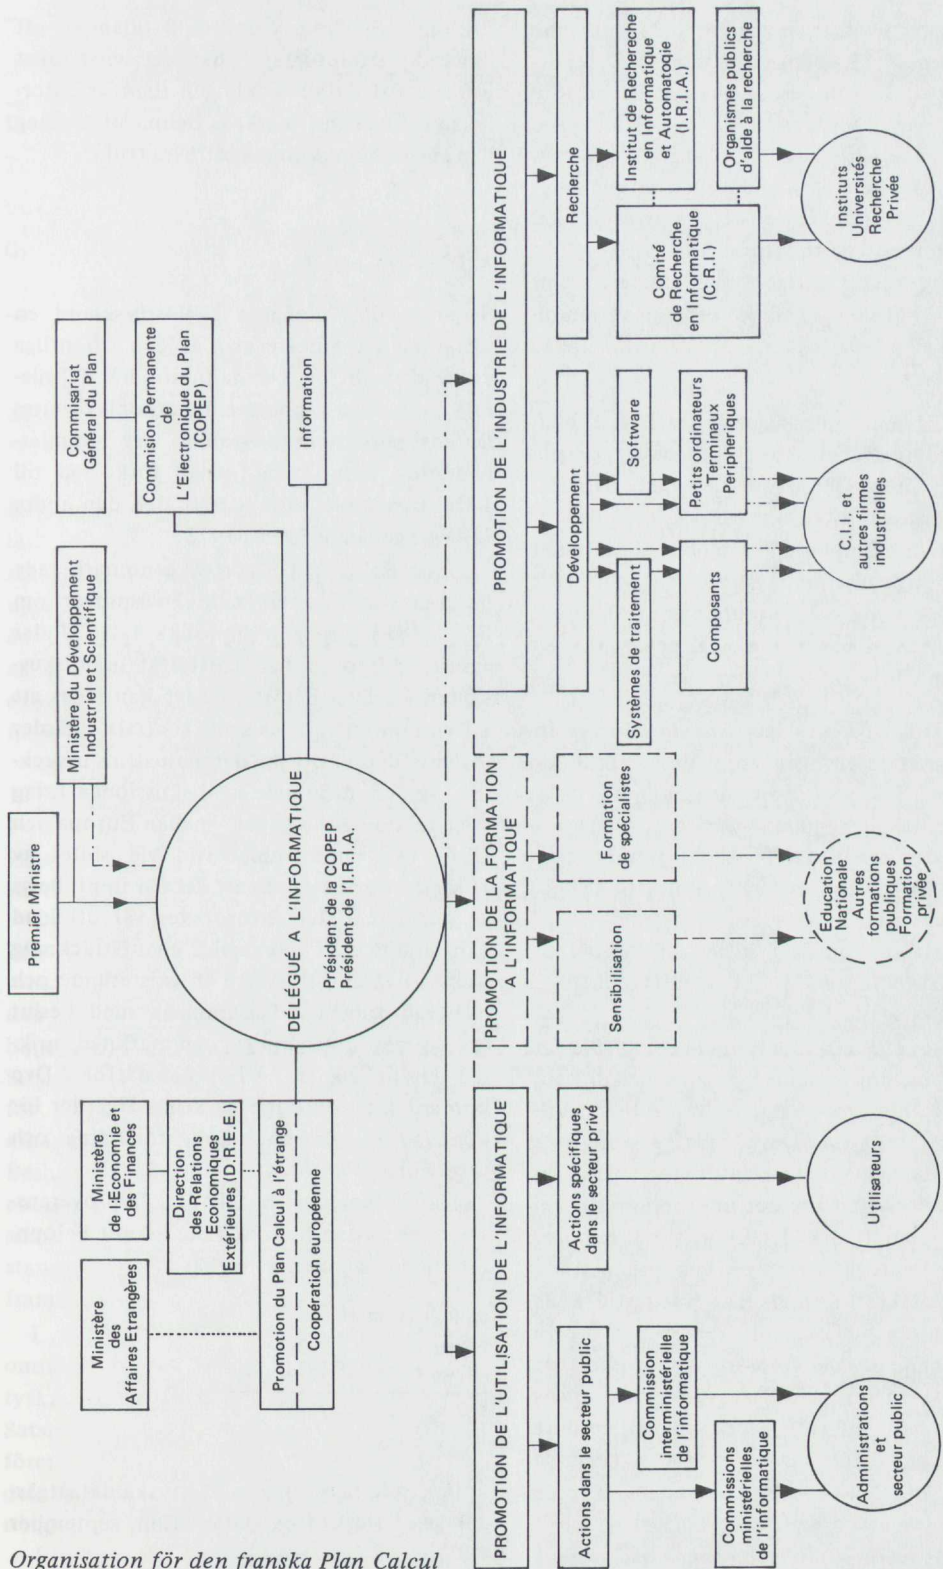 Premier Ministre
Ministère du Développement
Industriel et Scientifique
Commisariat
Général du Plan
Commision Permanente
de
L'Electronique du Plan
(COPEP)
Information
DÉLÉGUÉ A L'INFORMATIQUE
Président de la COPEP
Président de l'I.R.I.A.
Ministère
des
Affaires Etrangères
Ministère
de l:Economie et
des Finances
Direction
des Relations
Economiques
Extérieures (D.R.E.E.)
Promotion du Plan Calcul à l'étrange
Coopération européenne
PROMOTION DE L'UTILISATION DE L'INFORMATIQUE
Actions dans le secteur public
Actions spécifiques
dans le secteur privé
Commission
interministérielle
de l'informatique
Commissions
ministérielles
de l'informatique
Administrations
et
secteur public
Utilisateurs
PROMOTION DE LA FORMATION
A L'INFORMATIQUE
Sensibilisation
Formation
de spécialistes
Education
Nationale
Autres
formations
publiques
Formation
privée
PROMOTION DE L'INDUSTRIE DE L'INFORMATIQUE
Développement
Systèmes de traitement
Software
Composants
Petits ordinateurs
Terminaux
Peripheriques
C.I.I. et
autres firmes
industrielles
Recherche
Institut de Rechereche
en Informatique
et Automatoqie
(I.R.I.A.)
Comité
de Recherche
en Informatique
(C.R.I.)
Organismes publics
d'alde à la recherche
Instituts
Universités
Recherche
Privée
Organisation för den franska Plan Calcul